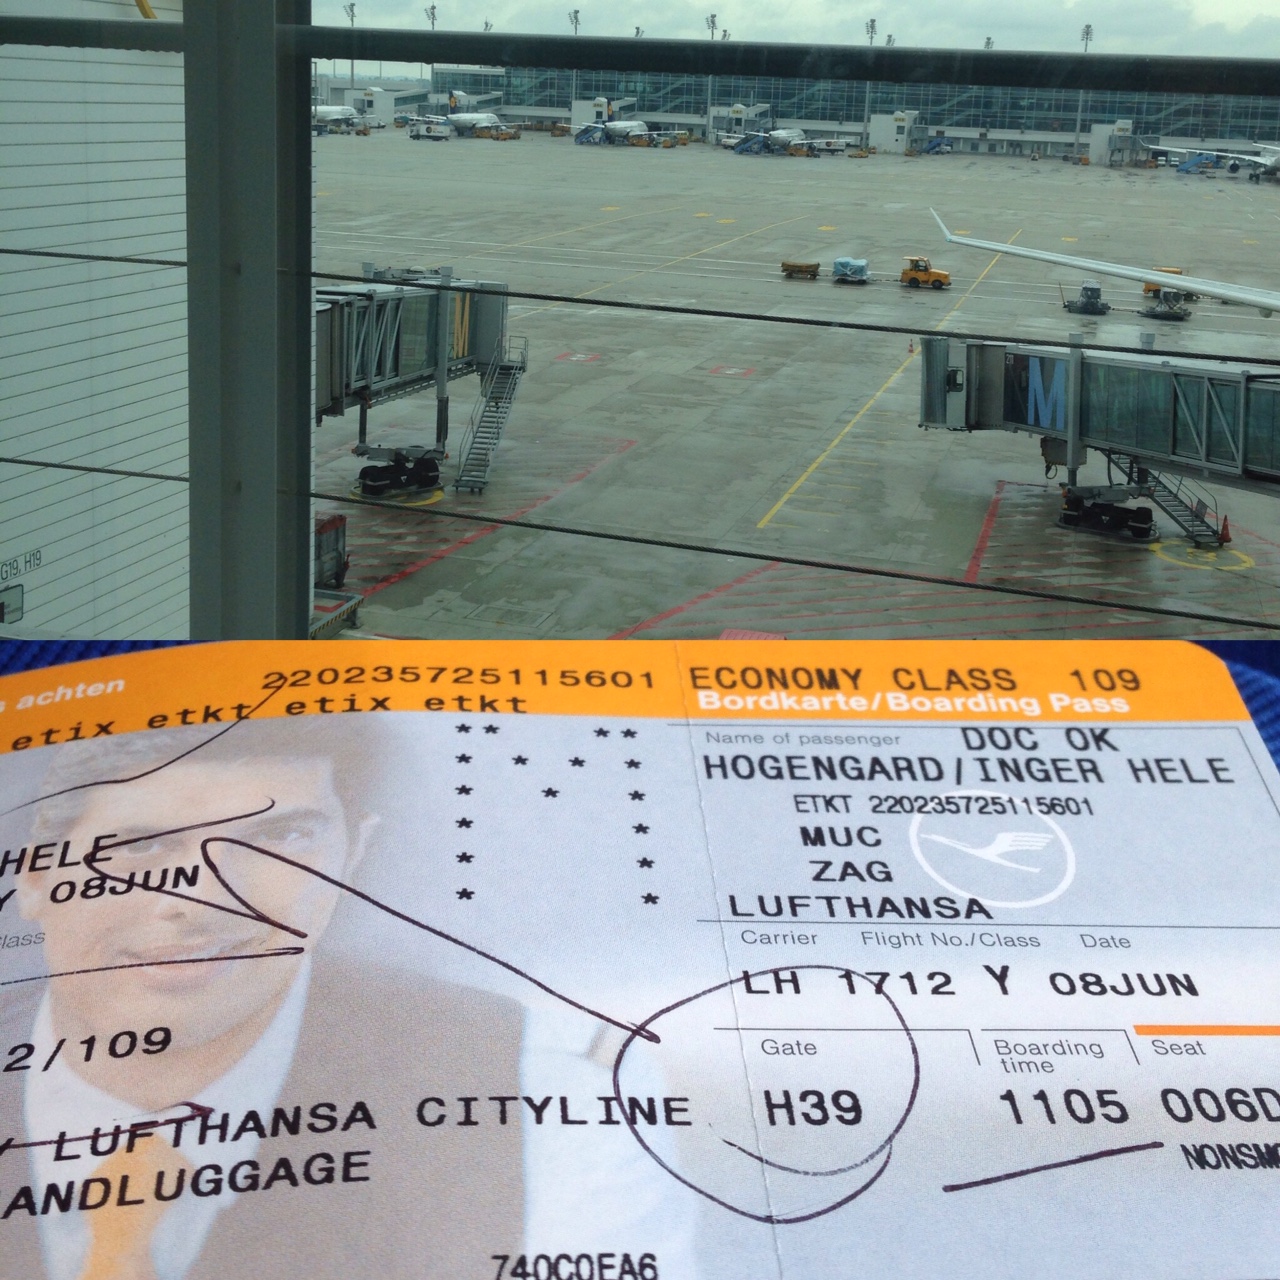 M
M
G19, H19
s achten
220235725115601
etix etkt etix etkt
ECONOMY CLASS 109
Bordkarte/Boarding Pass
** **
* * * *
* * *
* *
* *
* *
Name of passenger DOC OK
HOGENGARD/INGER HELE
ETKT 220235725115601
MUC
ZAG
LUFTHANSA
Carrier Flight No./Class Date
LH 1712 Y 08JUN
Gate Boarding time Seat
H39 1105 006D
NONSMO
HELE
Y 08JUN
Class
2/109
Y LUFTHANSA CITYLINE
ANDLUGGAGE
740C0EA6